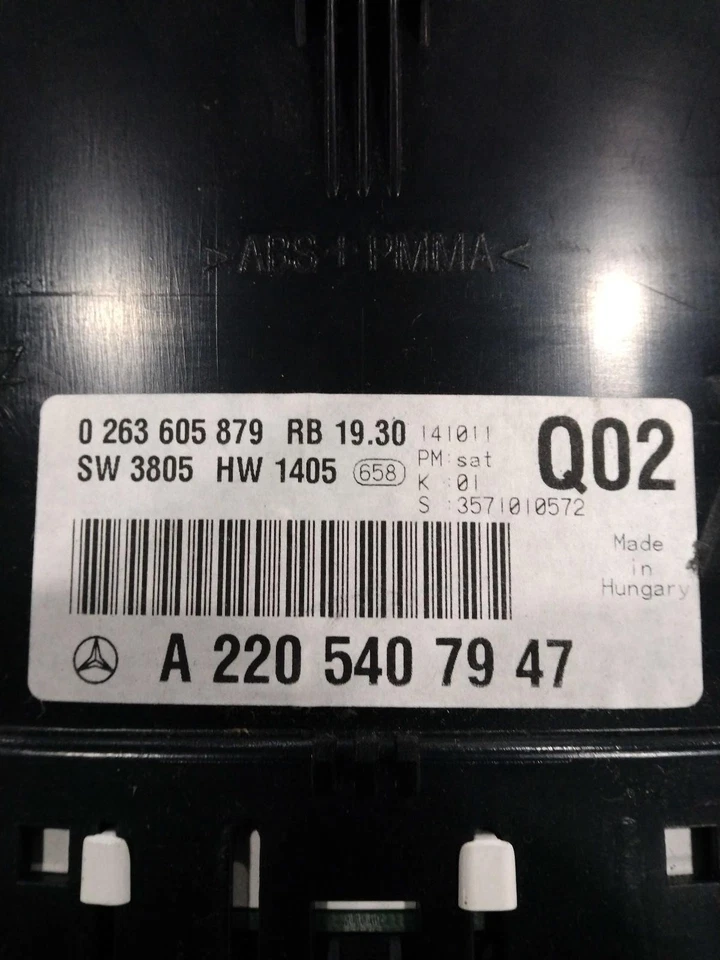 >ABS+PMMA<
0 263 605 879 RB 19.30 141011
SW 3805 HW 1405 658 PM:sat
K :01
S :3571010572
Q02
Made
in
Hungary
A 220 540 79 47